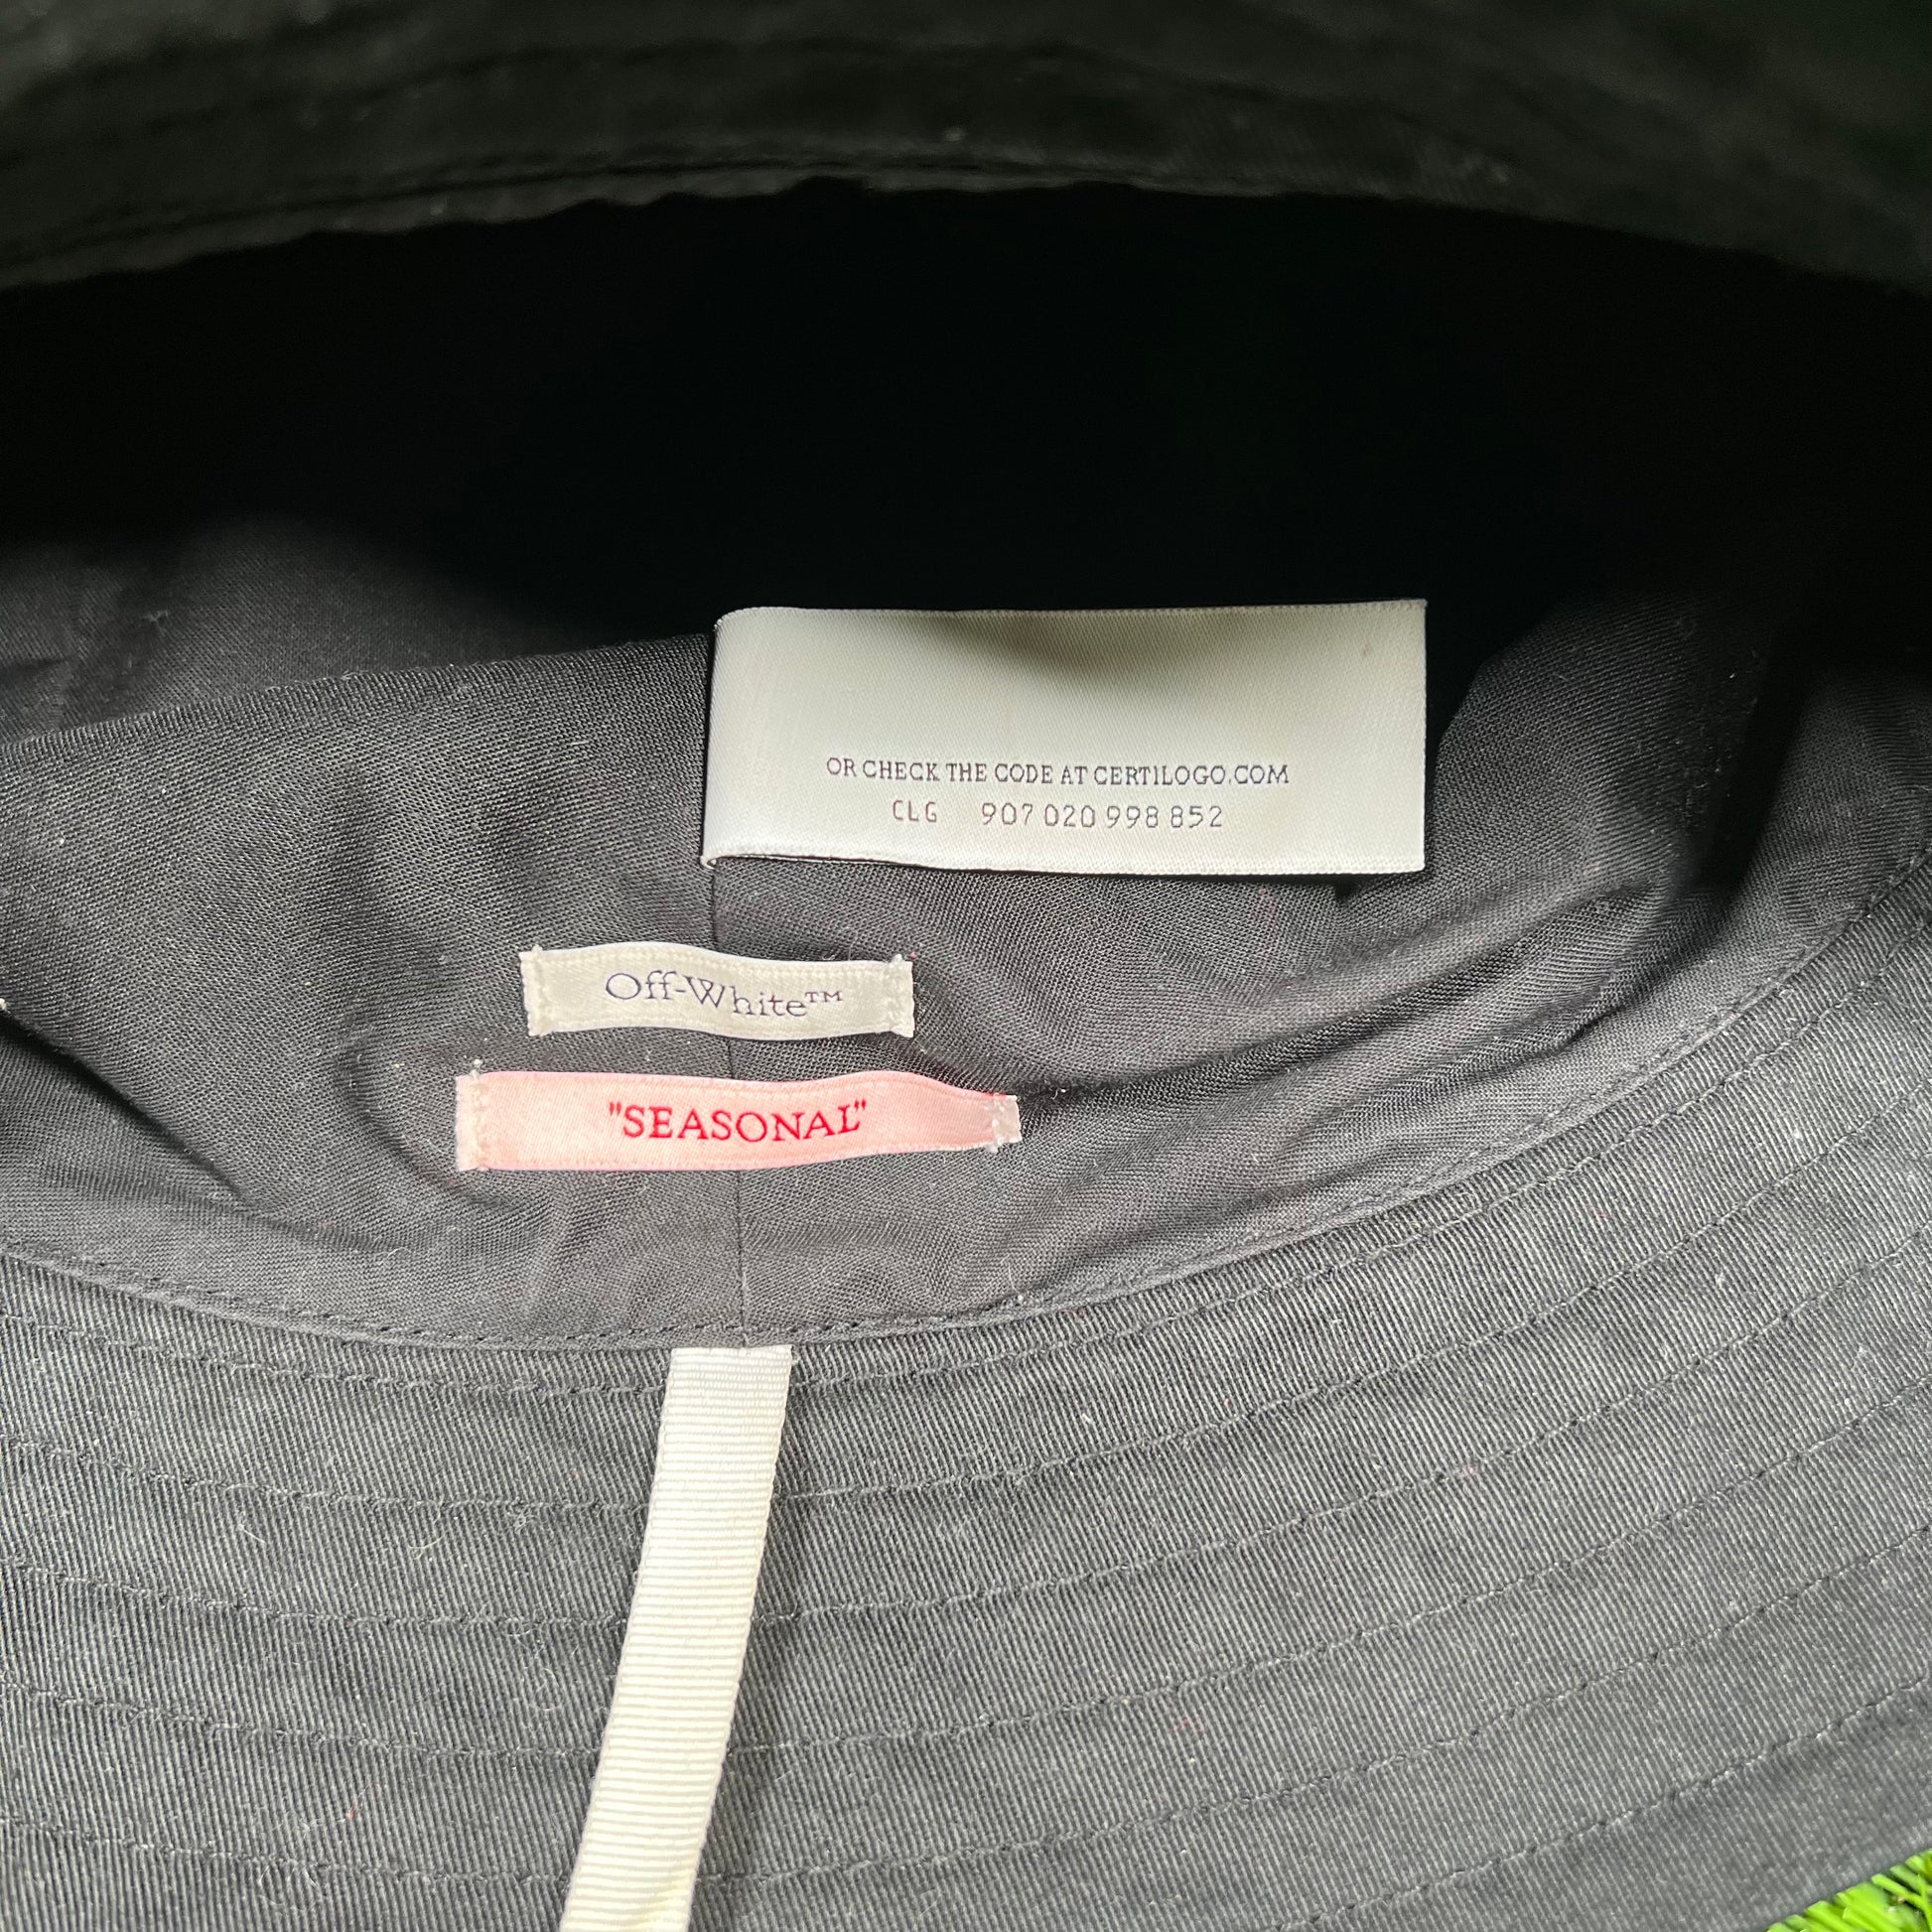 OR CHECK THE CODE AT CERTILOGO.COM
CLG 907 020 998 852
Off-White™
"SEASONAL"